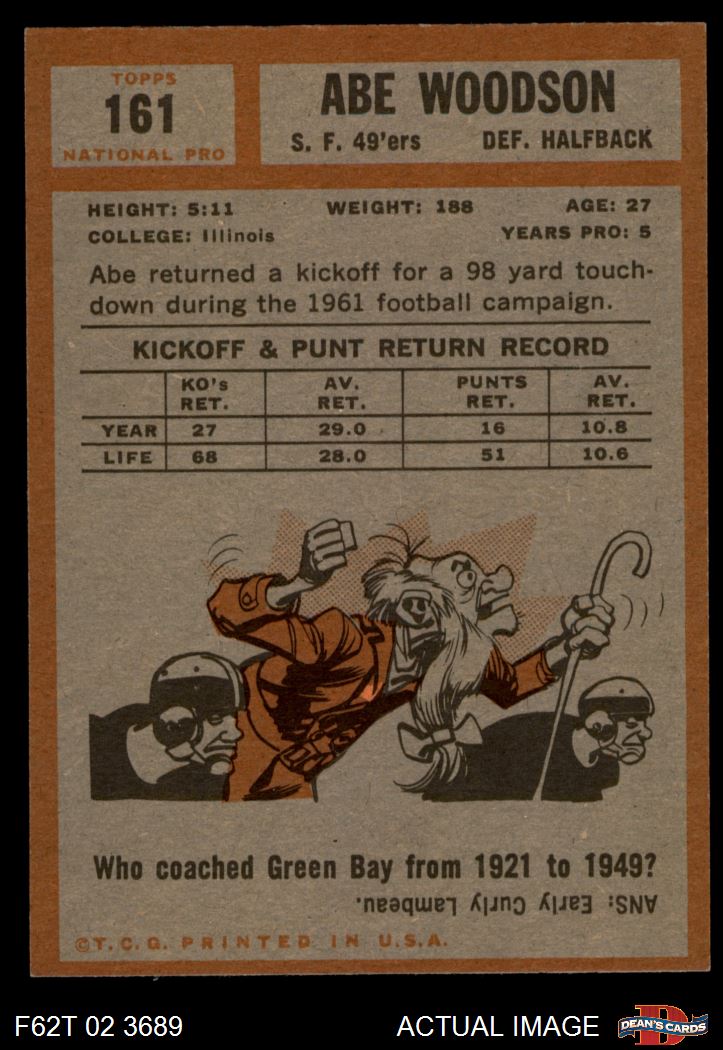 TOPPS
161
NATIONAL PRO
ABE WOODSON
S. F. 49'ers DEF. HALFBACK
HEIGHT: 5:11 WEIGHT: 188 AGE: 27
COLLEGE: Illinois YEARS PRO: 5
Abe returned a kickoff for a 98 yard touch-
down during the 1961 football campaign.
KICKOFF & PUNT RETURN RECORD
KO's AV. PUNTS AV.
RET. RET. RET. RET.
YEAR 27 29.0 16 10.8
LIFE 68 28.0 51 10.6
Who coached Green Bay from 1921 to 1949?
ANS: Early Curly Lambeau.
©T.C.G. PRINTED IN U.S.A.
F62T 02 3689 ACTUAL IMAGE
D
DEAN'S CARDS